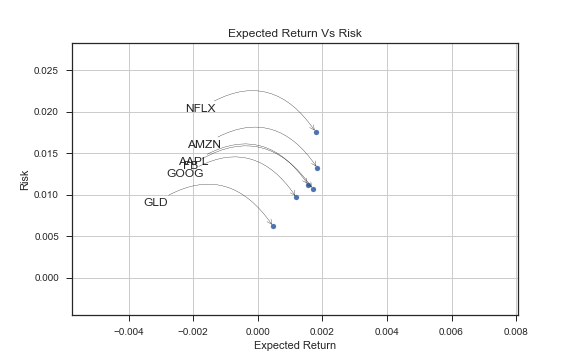 Expected Return Vs Risk
0.025
0.020
0.015
0.010
0.005
0.000
Risk
NFLX
AMZN
AAPL
FB
GOOG
GLD
−0.004
−0.002
0.000
0.002
0.004
0.006
0.008
Expected Return